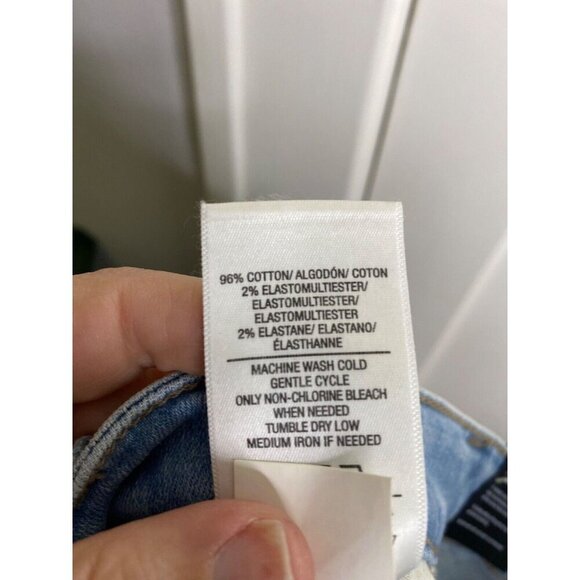 96% COTTON/ ALGODÓN/ COTON
2% ELASTOMULTIESTER/
ELASTOMULTIESTER/
ELASTOMULTIESTER
2% ELASTANE/ ELASTANO/
ÉLASTHANNE
MACHINE WASH COLD
GENTLE CYCLE
ONLY NON-CHLORINE BLEACH
WHEN NEEDED
TUMBLE DRY LOW
MEDIUM IRON IF NEEDED